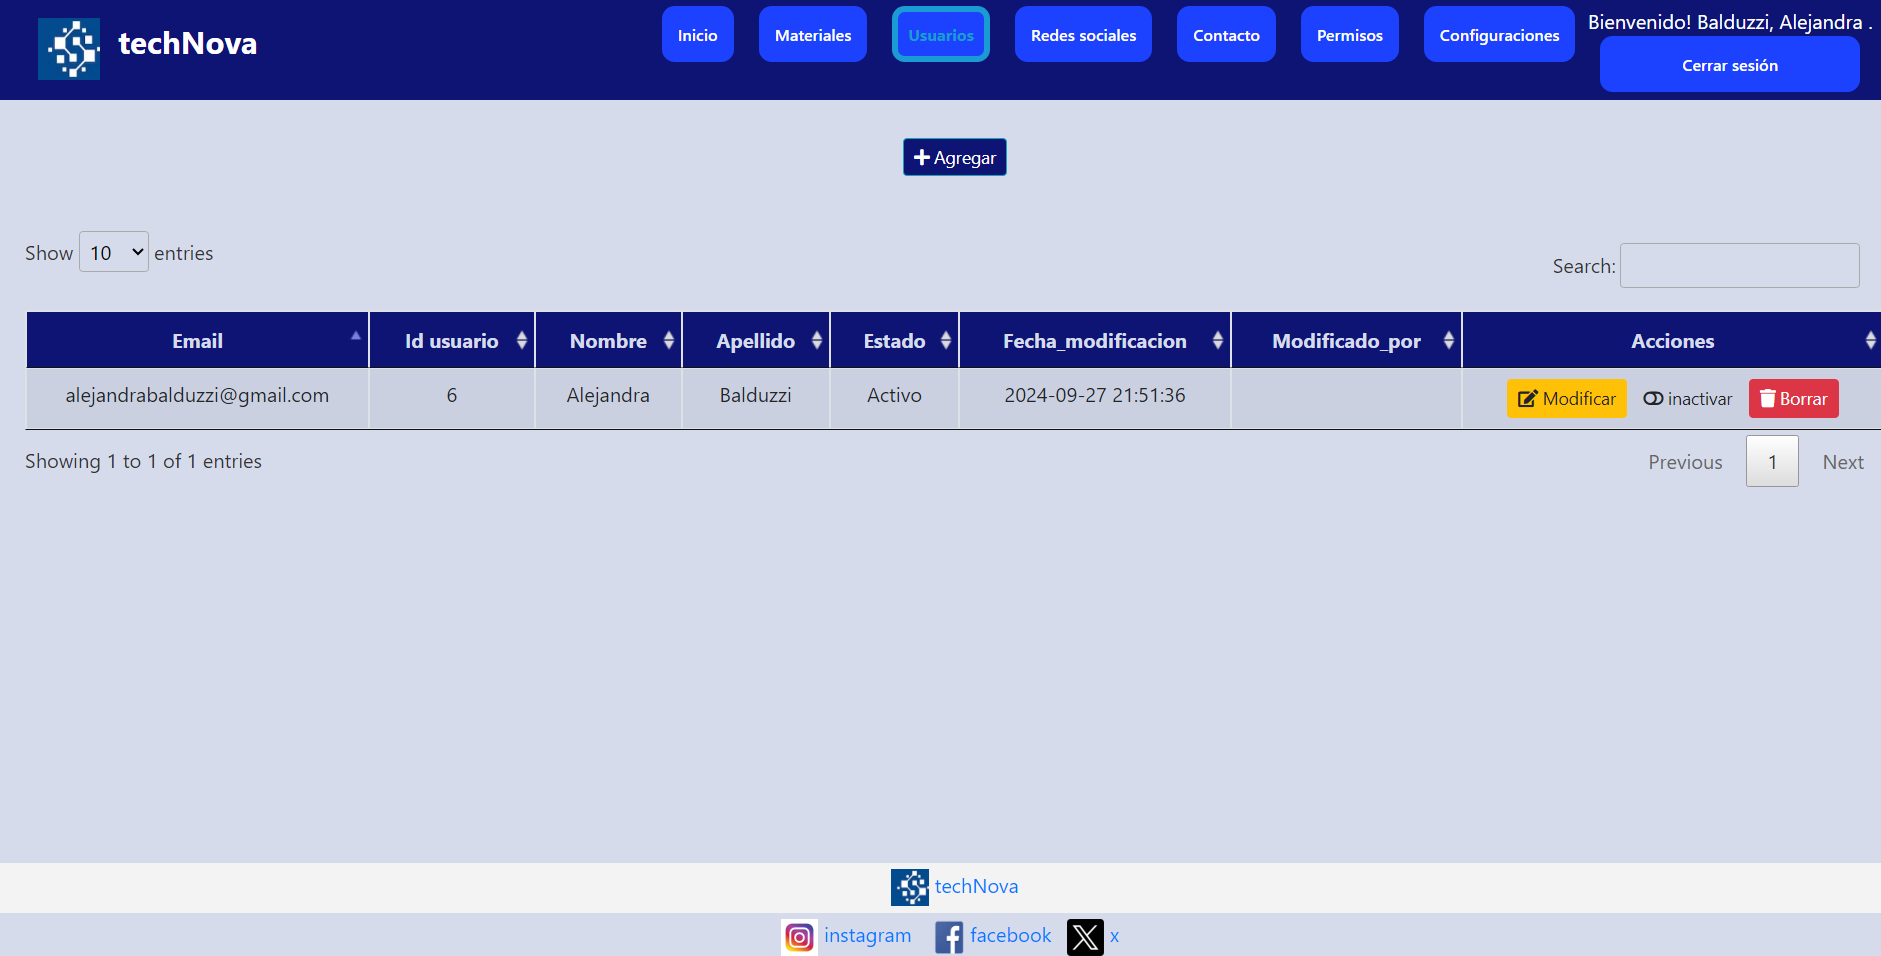 techNova
Inicio
Materiales
Usuarios
Redes sociales
Contacto
Permisos
Configuraciones
Bienvenido! Balduzzi, Alejandra .
Cerrar sesión
Agregar
Show 10 entries
Search:
Email Id usuario Nombre Apellido Estado Fecha_modificacion Modificado_por Acciones
alejandrabalduzzi@gmail.com 6 Alejandra Balduzzi Activo 2024-09-27 21:51:36 Modificar inactivar Borrar
Showing 1 to 1 of 1 entries
Previous 1 Next
techNova
instagram facebook x